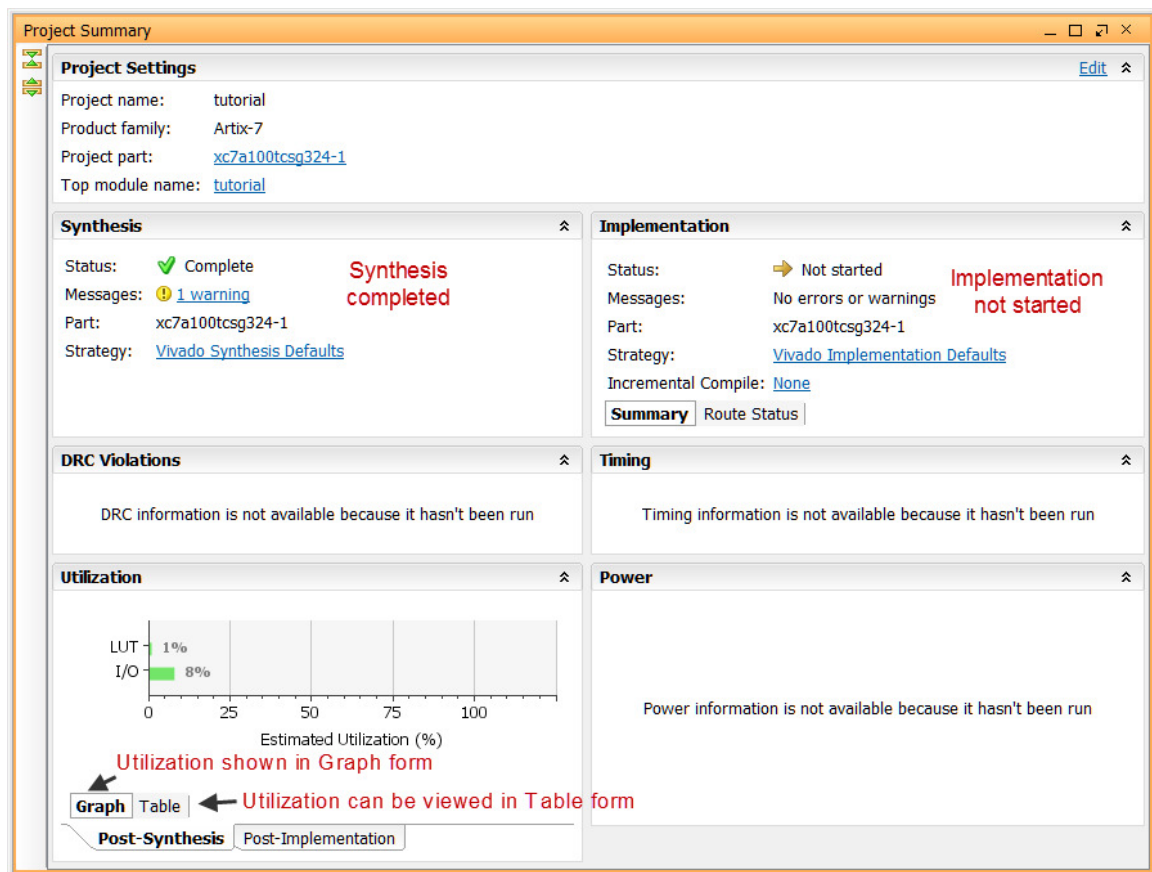 Project Summary
Project Settings
Edit
Project name: tutorial
Product family: Artix-7
Project part: xc7a100tcsg324-1
Top module name: tutorial
Synthesis
Status: Complete
Messages: 1 warning
Part: xc7a100tcsg324-1
Strategy: Vivado Synthesis Defaults
Synthesis
completed
Implementation
Status: Not started
Messages: No errors or warnings
Part: xc7a100tcsg324-1
Strategy: Vivado Implementation Defaults
Incremental Compile: None
Summary Route Status
Implementation
not started
DRC Violations
DRC information is not available because it hasn't been run
Timing
Timing information is not available because it hasn't been run
Utilization
LUT 1%
I/O 8%
0 25 50 75 100
Estimated Utilization (%)
Utilization shown in Graph form
Graph Table
Utilization can be viewed in Table form
Post-Synthesis Post-Implementation
Power
Power information is not available because it hasn't been run